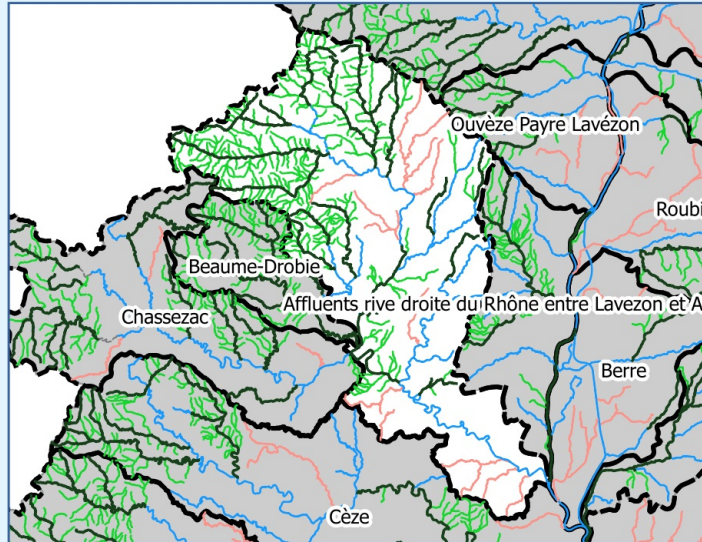 Ouvèze Payre Lavézon
Roubi
Beaume-Drobie
Affluents rive droite du Rhône entre Lavezon et A
Chassezac
Berre
Cèze